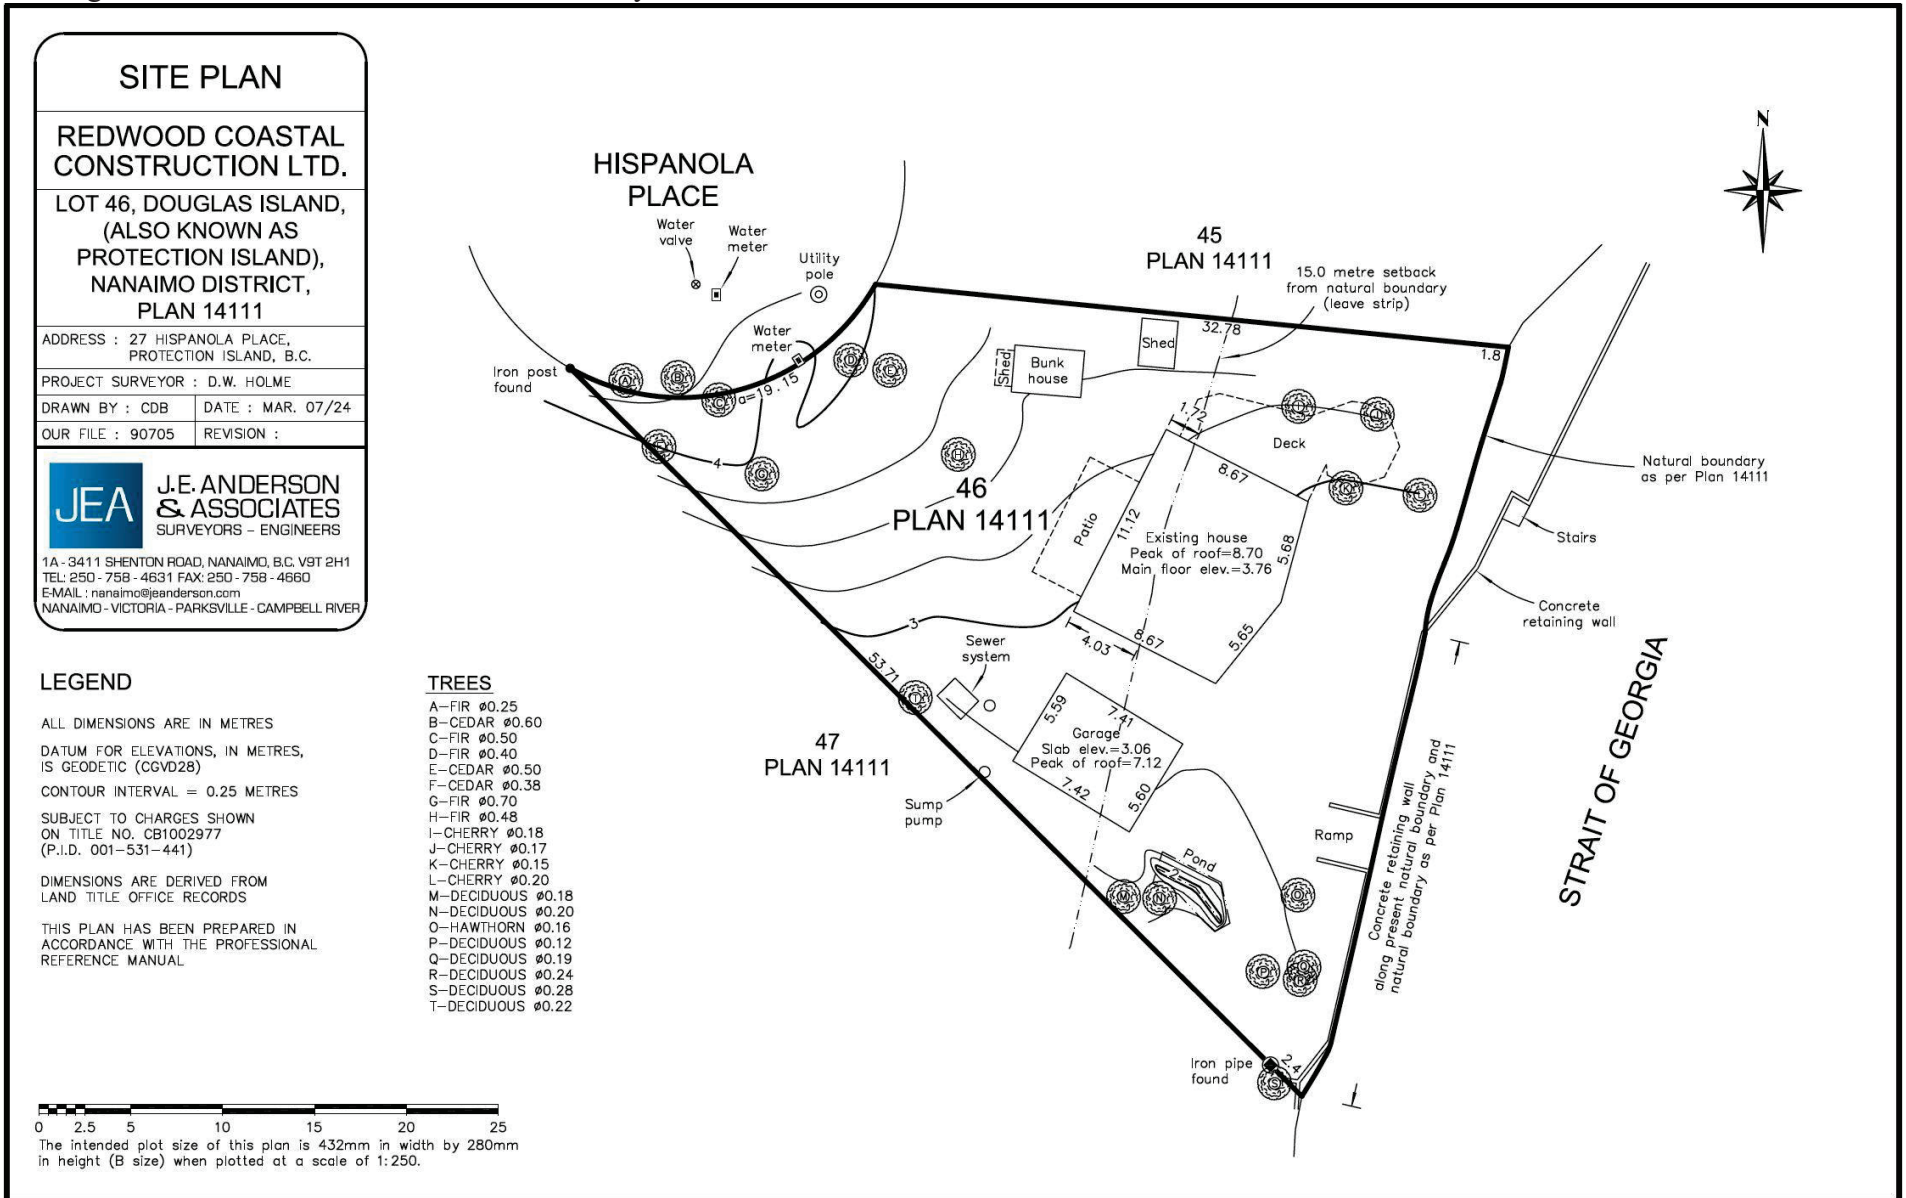 SITE PLAN
REDWOOD COASTAL
CONSTRUCTION LTD.
LOT 46, DOUGLAS ISLAND,
(ALSO KNOWN AS
PROTECTION ISLAND),
NANAIMO DISTRICT,
PLAN 14111
ADDRESS : 27 HISPANOLA PLACE,
PROTECTION ISLAND, B.C.
PROJECT SURVEYOR : D.W. HOLME
DRAWN BY : CDB
DATE : MAR. 07/24
OUR FILE : 90705
REVISION :
JEA
J.E. ANDERSON
& ASSOCIATES
SURVEYORS - ENGINEERS
1A - 3411 SHENTON ROAD, NANAIMO, B.C. V9T 2H1
TEL: 250 - 758 - 4631 FAX: 250 - 758 - 4660
E-MAIL : nanaimo@jeanderson.com
NANAIMO - VICTORIA - PARKSVILLE - CAMPBELL RIVER
LEGEND
ALL DIMENSIONS ARE IN METRES
DATUM FOR ELEVATIONS, IN METRES,
IS GEODETIC (CGVD28)
CONTOUR INTERVAL = 0.25 METRES
SUBJECT TO CHARGES SHOWN
ON TITLE NO. CB1002977
(P.I.D. 001-531-441)
DIMENSIONS ARE DERIVED FROM
LAND TITLE OFFICE RECORDS
THIS PLAN HAS BEEN PREPARED IN
ACCORDANCE WITH THE PROFESSIONAL
REFERENCE MANUAL
TREES
A-FIR ø0.25
B-CEDAR ø0.60
C-FIR ø0.50
D-FIR ø0.40
E-CEDAR ø0.50
F-CEDAR ø0.38
G-FIR ø0.70
H-FIR ø0.48
I-CHERRY ø0.18
J-CHERRY ø0.17
K-CHERRY ø0.15
L-CHERRY ø0.20
M-DECIDUOUS ø0.18
N-DECIDUOUS ø0.20
O-HAWTHORN ø0.16
P-DECIDUOUS ø0.12
Q-DECIDUOUS ø0.19
R-DECIDUOUS ø0.24
S-DECIDUOUS ø0.28
T-DECIDUOUS ø0.22
0 2.5 5 10 15 20 25
The intended plot size of this plan is 432mm in width by 280mm
in height (B size) when plotted at a scale of 1:250.
HISPANOLA
PLACE
Water
valve
Water
meter
Utility
pole
Water
meter
Iron post
found
A
B
C
a=19.15
D
E
F
4
G
H
45
PLAN 14111
15.0 metre setback
from natural boundary
(leave strip)
32.78
1.8
N
Shed
Bunk
house
Shed
1.72
I
J
Deck
8.67
K
L
46
PLAN 14111
Patio
11.12
Existing house
Peak of roof=8.70
Main floor elev.=3.76
5.68
5.65
8.67
4.03
3
Natural boundary
as per Plan 14111
Stairs
Concrete
retaining wall
Sewer
system
53.71
T
47
PLAN 14111
5.59
7.41
Garage
Slab elev.=3.06
Peak of roof=7.12
7.42
5.60
Sump
pump
Pond
2
M
N
O
P
Q
R
Ramp
Concrete retaining wall
along present natural boundary and
natural boundary as per Plan 14111
STRAIT OF GEORGIA
Iron pipe
found
2.4
S